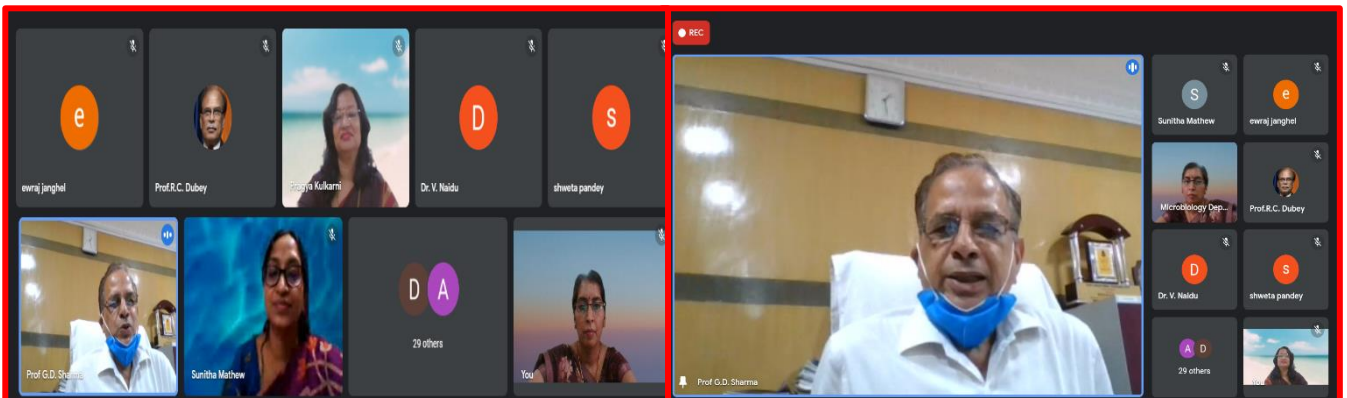 e
D
s
ewraj janghel
Prof.R.C. Dubey
Pragya Kulkarni
Dr. V. Naidu
shweta pandey
D A
29 others
Prof G.D. Sharma
Sunitha Mathew
You
REC
S
e
Sunitha Mathew
ewraj janghel
Microbiology Dep...
Prof.R.C. Dubey
D
s
Dr. V. Naidu
shweta pandey
A D
29 others
You
Prof G.D. Sharma